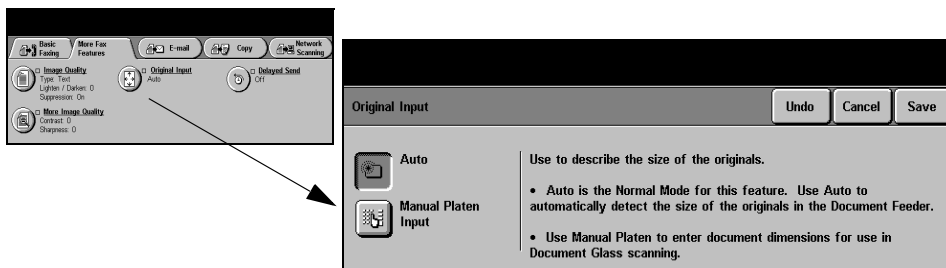 Basic Faxing
More Fax Features
E-mail
Copy
Network Scanning
Image Quality
Type: Text
Lighten / Darken: 0
Suppression: On
Original Input
Auto
Delayed Send
Off
More Image Quality
Contrast: 0
Sharpness: 0
Original Input
Undo
Cancel
Save
Auto
Manual Platen
Input
Use to describe the size of the originals.
• Auto is the Normal Mode for this feature. Use Auto to
automatically detect the size of the originals in the Document Feeder.
• Use Manual Platen to enter document dimensions for use in
Document Glass scanning.